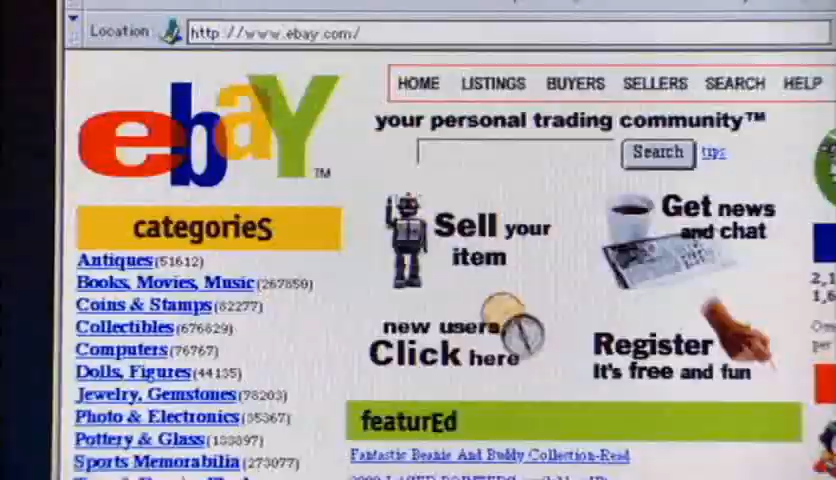 Location: http://www.ebay.com/
ebaY™
HOME LISTINGS BUYERS SELLERS SEARCH HELP
your personal trading community™
Search tips
categorieS
Antiques(51612)
Books, Movies, Music(267850)
Coins & Stamps(82277)
Collectibles(676829)
Computers(76767)
Dolls, Figures(44135)
Jewelry, Gemstones(78203)
Photo & Electronics(35367)
Pottery & Glass(133897)
Sports Memorabilia(273077)
Sell your
item
Get news
and chat
new users,
Click here
Register
It's free and fun
featurEd
Fantastic Beanie And Buddy Collection-Read